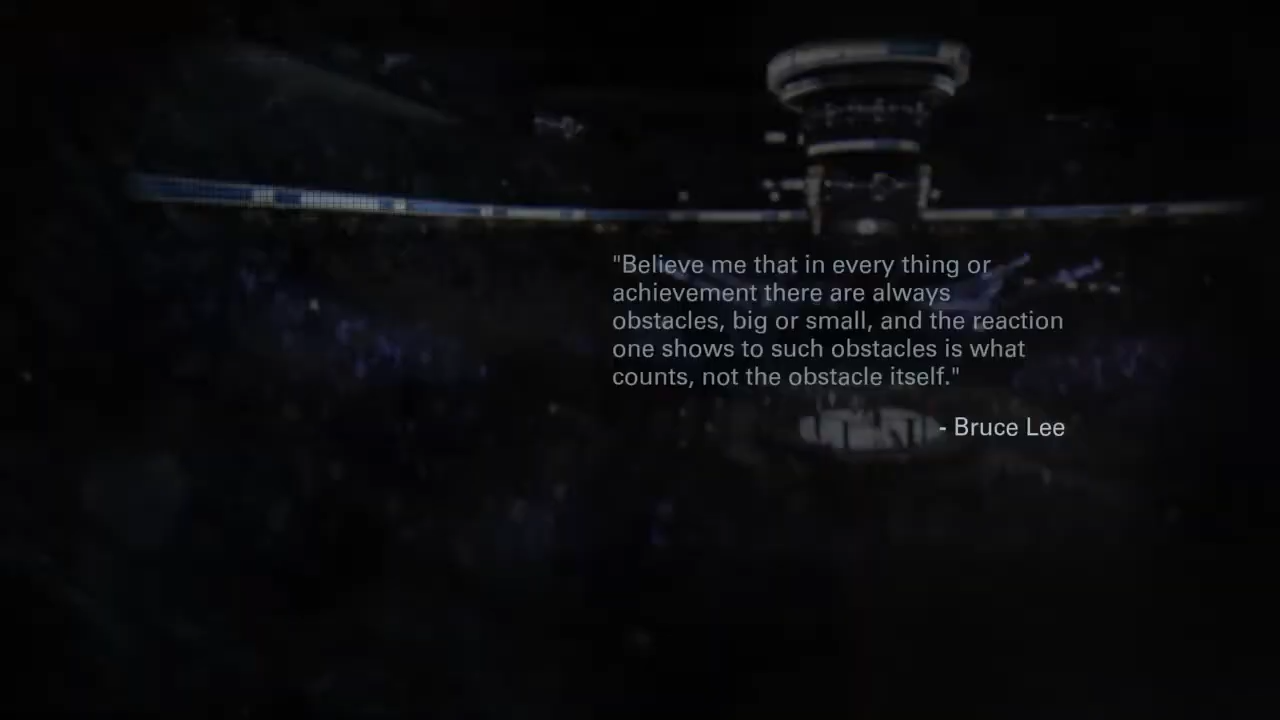 "Believe me that in every thing or
achievement there are always
obstacles, big or small, and the reaction
one shows to such obstacles is what
counts, not the obstacle itself."
- Bruce Lee